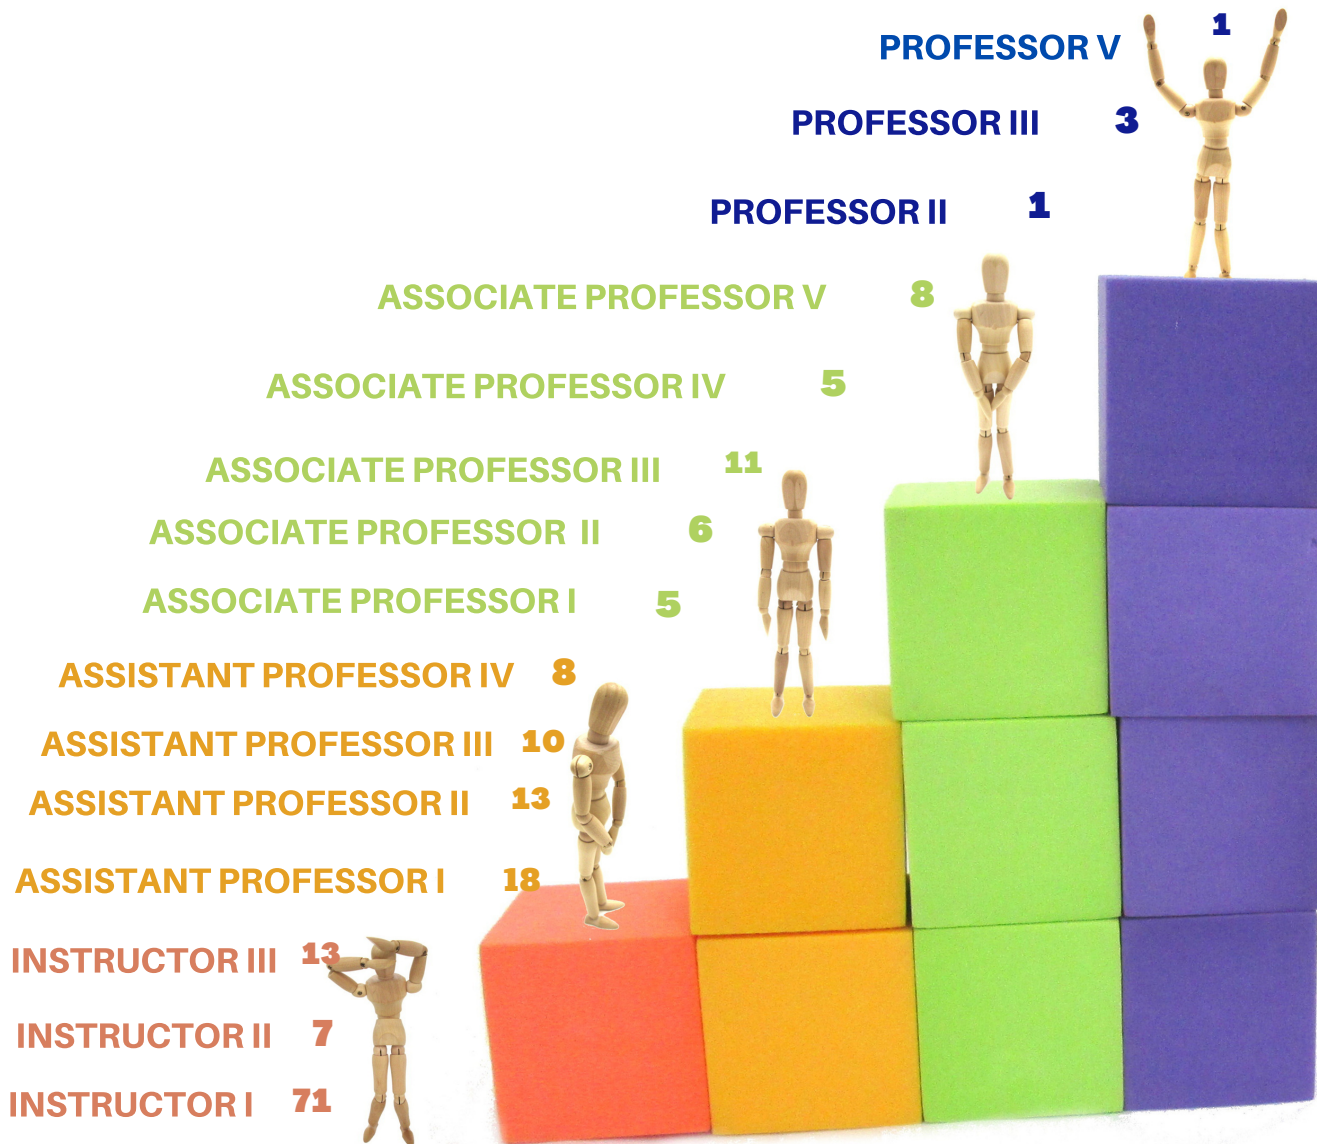 PROFESSOR V 1
PROFESSOR III 3
PROFESSOR II 1
ASSOCIATE PROFESSOR V 8
ASSOCIATE PROFESSOR IV 5
ASSOCIATE PROFESSOR III 11
ASSOCIATE PROFESSOR II 6
ASSOCIATE PROFESSOR I 5
ASSISTANT PROFESSOR IV 8
ASSISTANT PROFESSOR III 10
ASSISTANT PROFESSOR II 13
ASSISTANT PROFESSOR I 18
INSTRUCTOR III 13
INSTRUCTOR II 7
INSTRUCTOR I 71